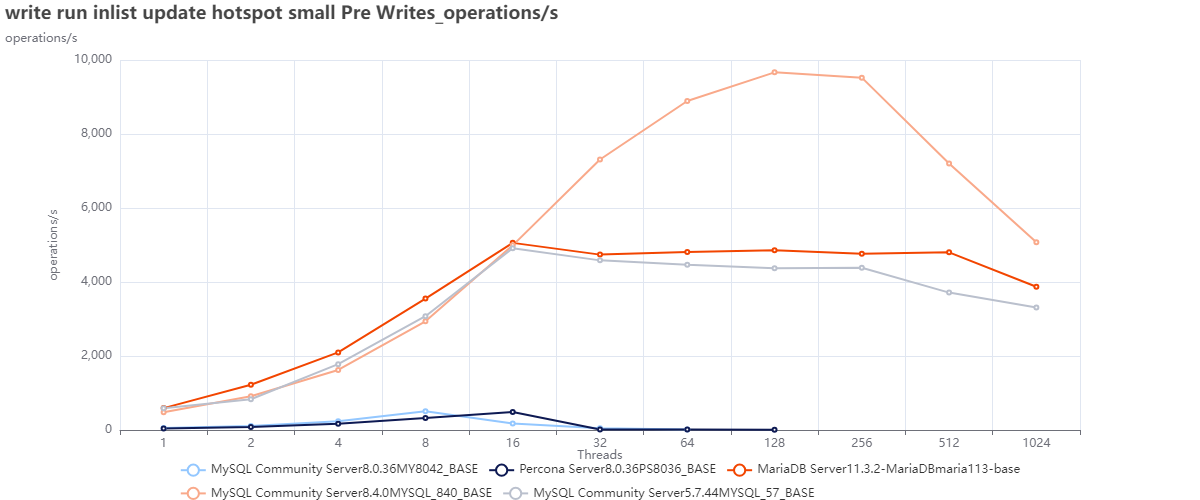 write run inlist update hotspot small Pre Writes_operations/s
operations/s
10,000
8,000
6,000
4,000
2,000
0
operations/s
1 2 4 8 16 32 64 128 256 512 1024
Threads
MySQL Community Server8.0.36MY8042_BASE Percona Server8.0.36PS8036_BASE MariaDB Server11.3.2-MariaDBmaria113-base
MySQL Community Server8.4.0MYSQL_840_BASE MySQL Community Server5.7.44MYSQL_57_BASE